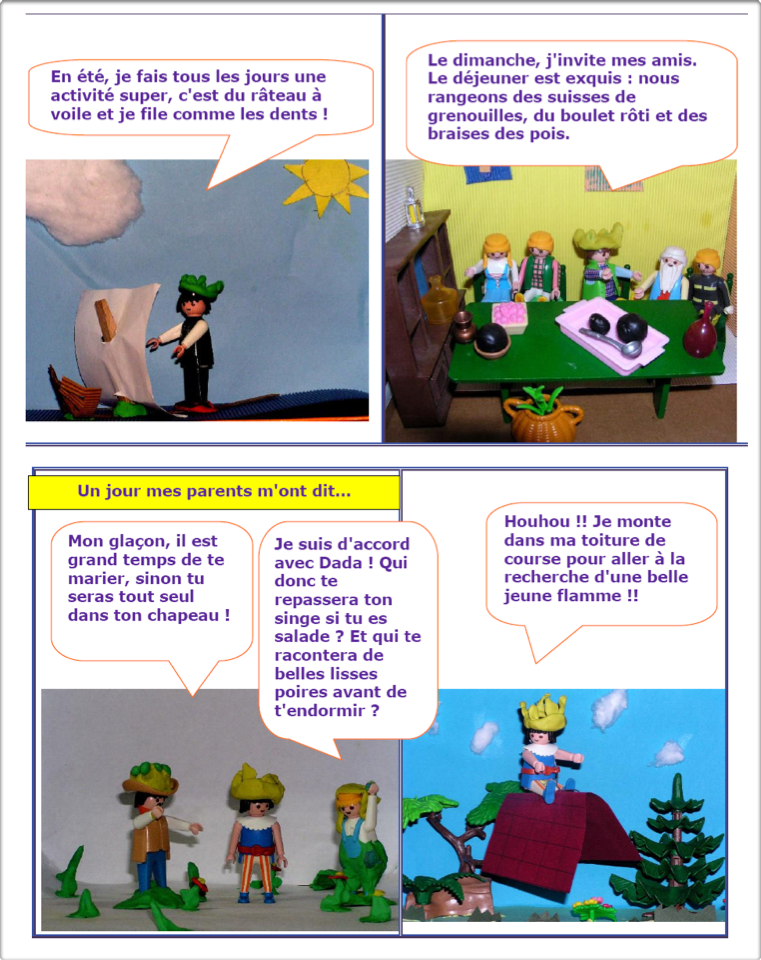 En été, je fais tous les jours une
activité super, c'est du râteau à
voile et je file comme les dents !
Le dimanche, j'invite mes amis.
Le déjeuner est exquis : nous
rangeons des suisses de
grenouilles, du boulet rôti et des
braises des pois.
Un jour mes parents m'ont dit...
Mon glaçon, il est
grand temps de te
marier, sinon tu
seras tout seul
dans ton chapeau !
Je suis d'accord
avec Dada ! Qui
donc te
repassera ton
singe si tu es
salade ? Et qui te
racontera de
belles lisses
poires avant de
t'endormir ?
Houhou !! Je monte
dans ma toiture de
course pour aller à la
recherche d'une belle
jeune flamme !!